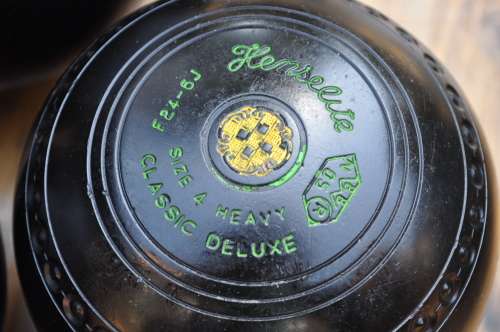 Henselite
F24-6J
SIZE 4 HEAVY
CLASSIC DELUXE